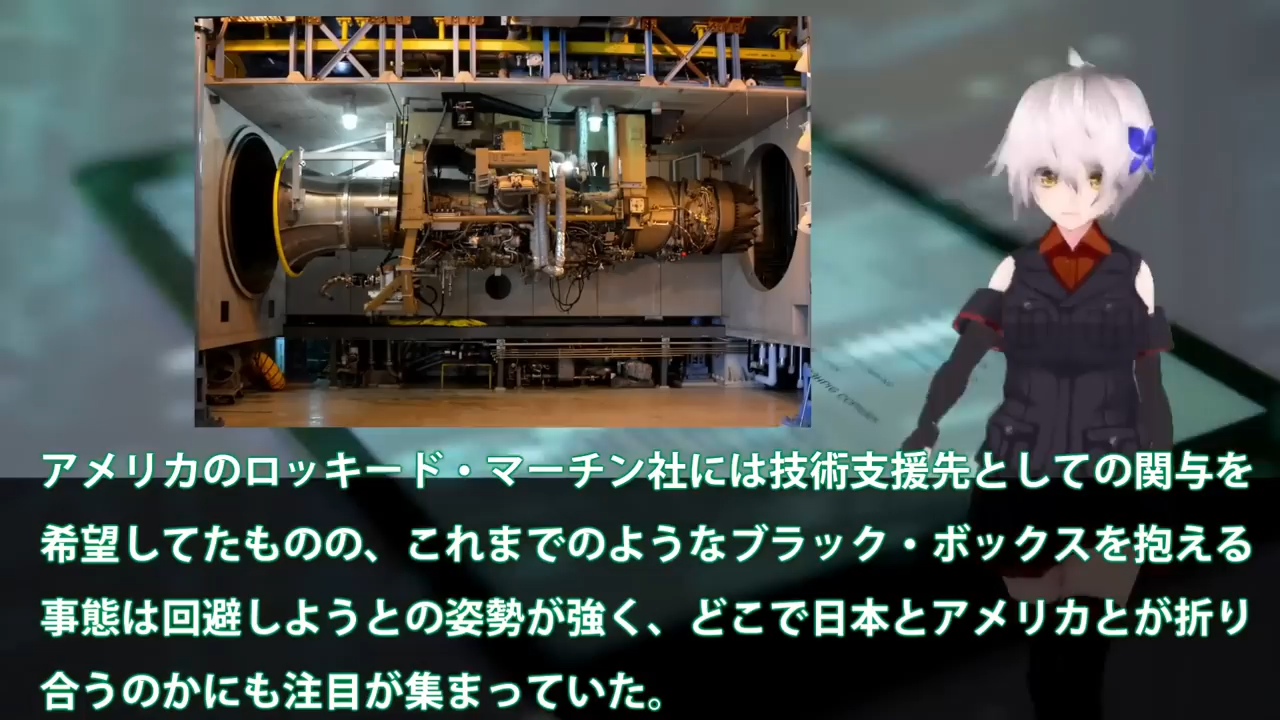 アメリカのロッキード・マーチン社には技術支援先としての関与を
希望してたものの、これまでのようなブラック・ボックスを抱える
事態は回避しようとの姿勢が強く、どこで日本とアメリカとが折り
合うのかにも注目が集まっていた。